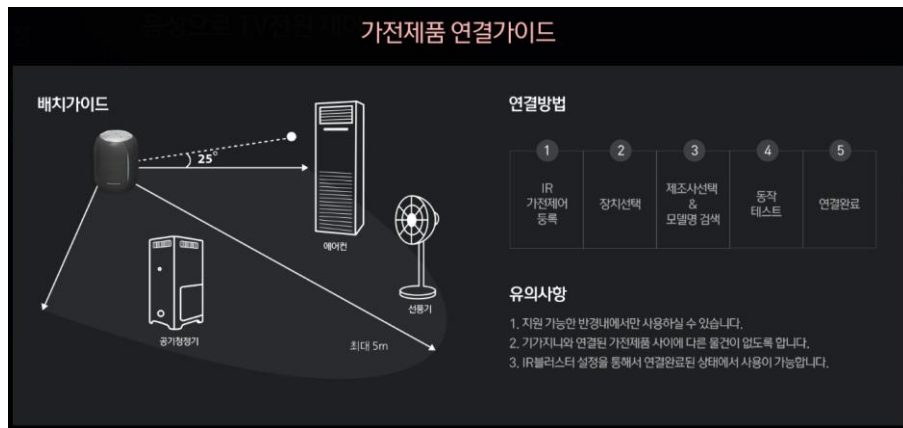 가전제품 연결가이드
배치가이드
25°
에어컨
선풍기
공기청정기
최대 5m
연결방법
1
IR
가전제어
등록
2
장치선택
3
제조사선택
&
모델명 검색
4
동작
테스트
5
연결완료
유의사항
1. 지원 가능한 반경내에서만 사용하실 수 있습니다.
2. 기가지니와 연결된 가전제품 사이에 다른 물건이 없도록 합니다.
3. IR블러스터 설정을 통해서 연결완료된 상태에서 사용이 가능합니다.